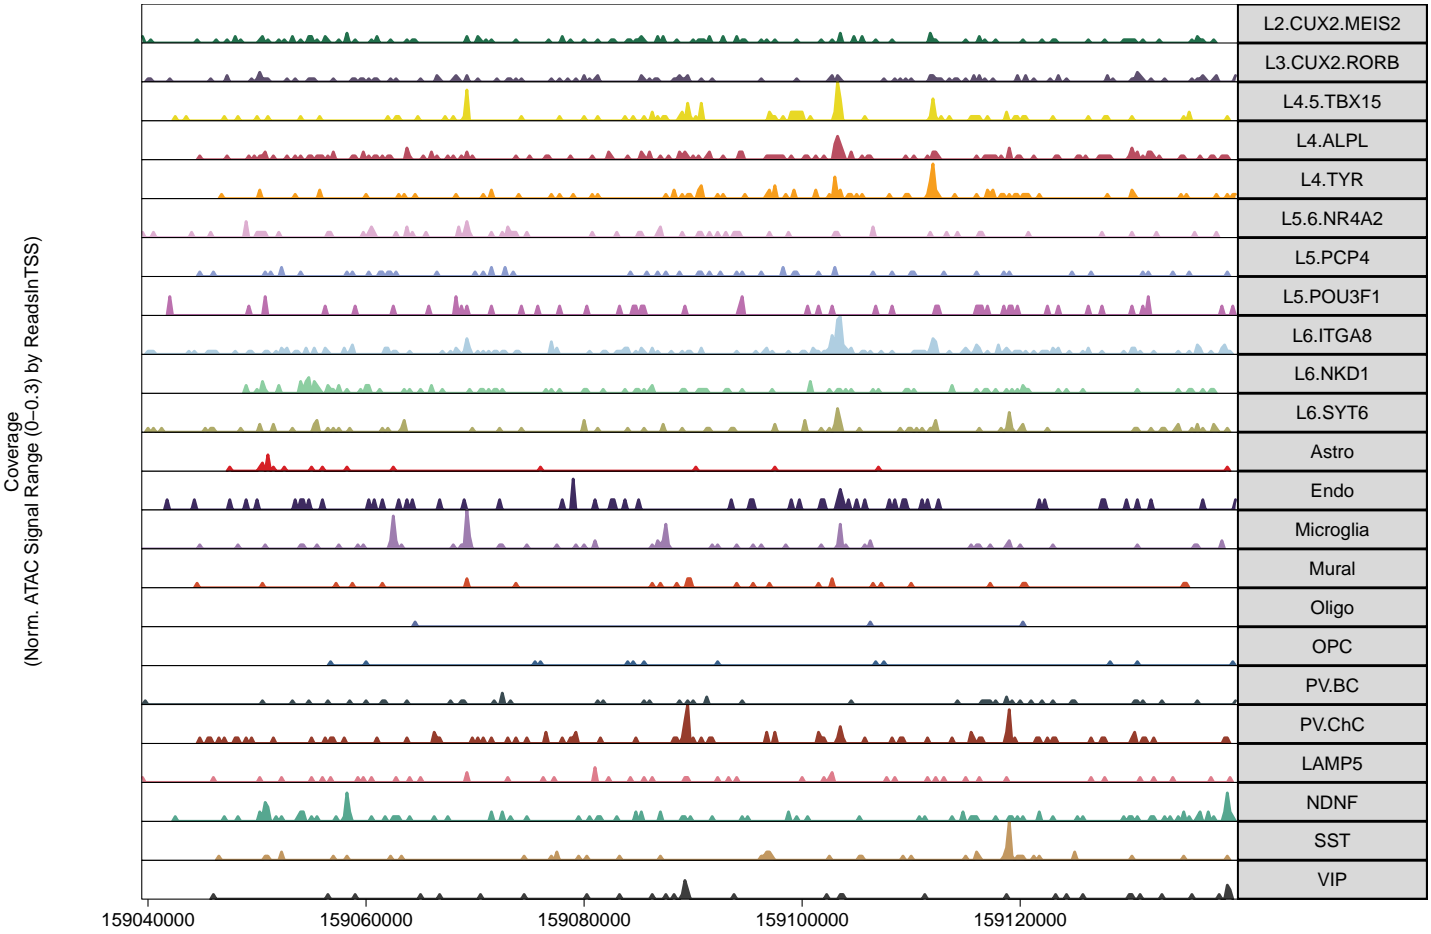 L2.CUX2.MEIS2
L3.CUX2.RORB
L4.5.TBX15
L4.ALPL
L4.TYR
L5.6.NR4A2
L5.PCP4
L5.POU3F1
L6.ITGA8
L6.NKD1
L6.SYT6
Astro
Endo
Microglia
Mural
Oligo
OPC
PV.BC
PV.ChC
LAMP5
NDNF
SST
VIP
Coverage
(Norm. ATAC Signal Range (0–0.3) by ReadsInTSS)
159040000 159060000 159080000 159100000 159120000